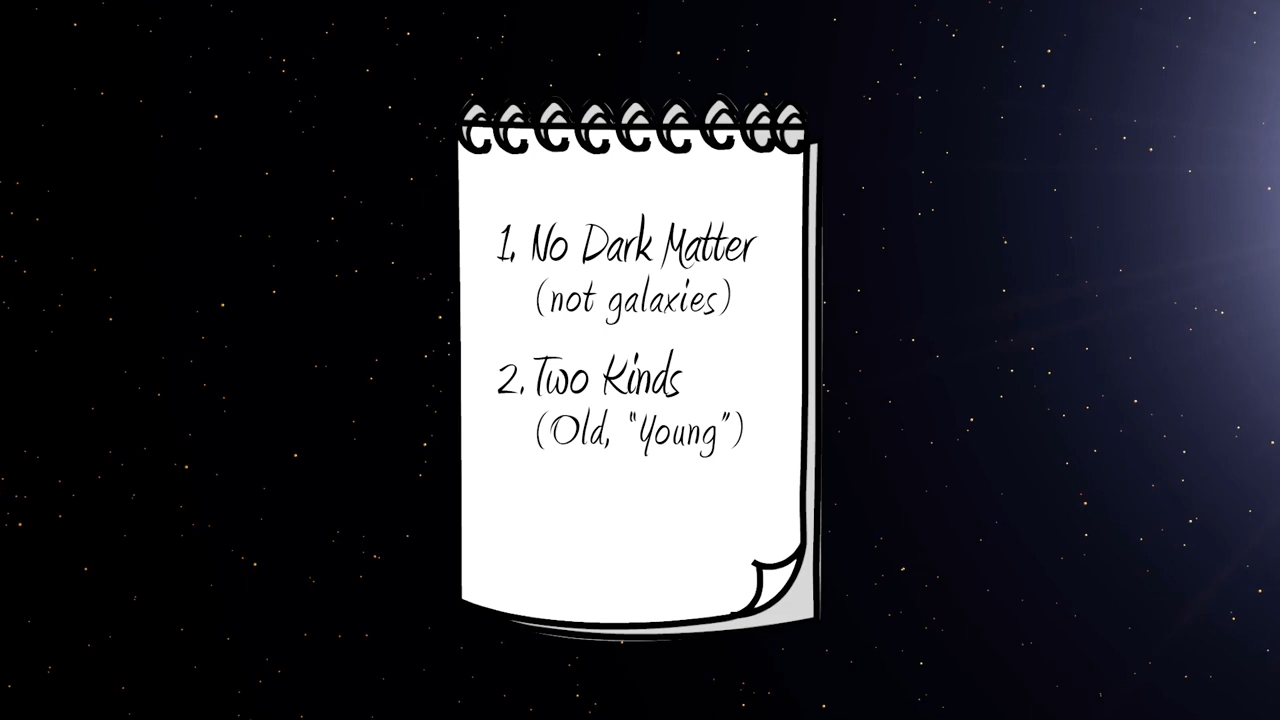 1. No Dark Matter
(not galaxies)
2. Two Kinds
(Old, "Young")